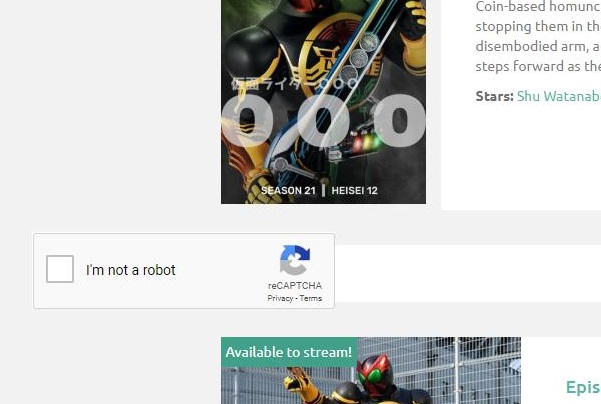 Coin-based homunc
stopping them in th
disembodied arm, a
steps forward as the
Stars: Shu Watanab
仮面ライダーOOO
OOO
SEASON 21 | HEISEI 12
I'm not a robot
reCAPTCHA
Privacy - Terms
Available to stream!
Epis